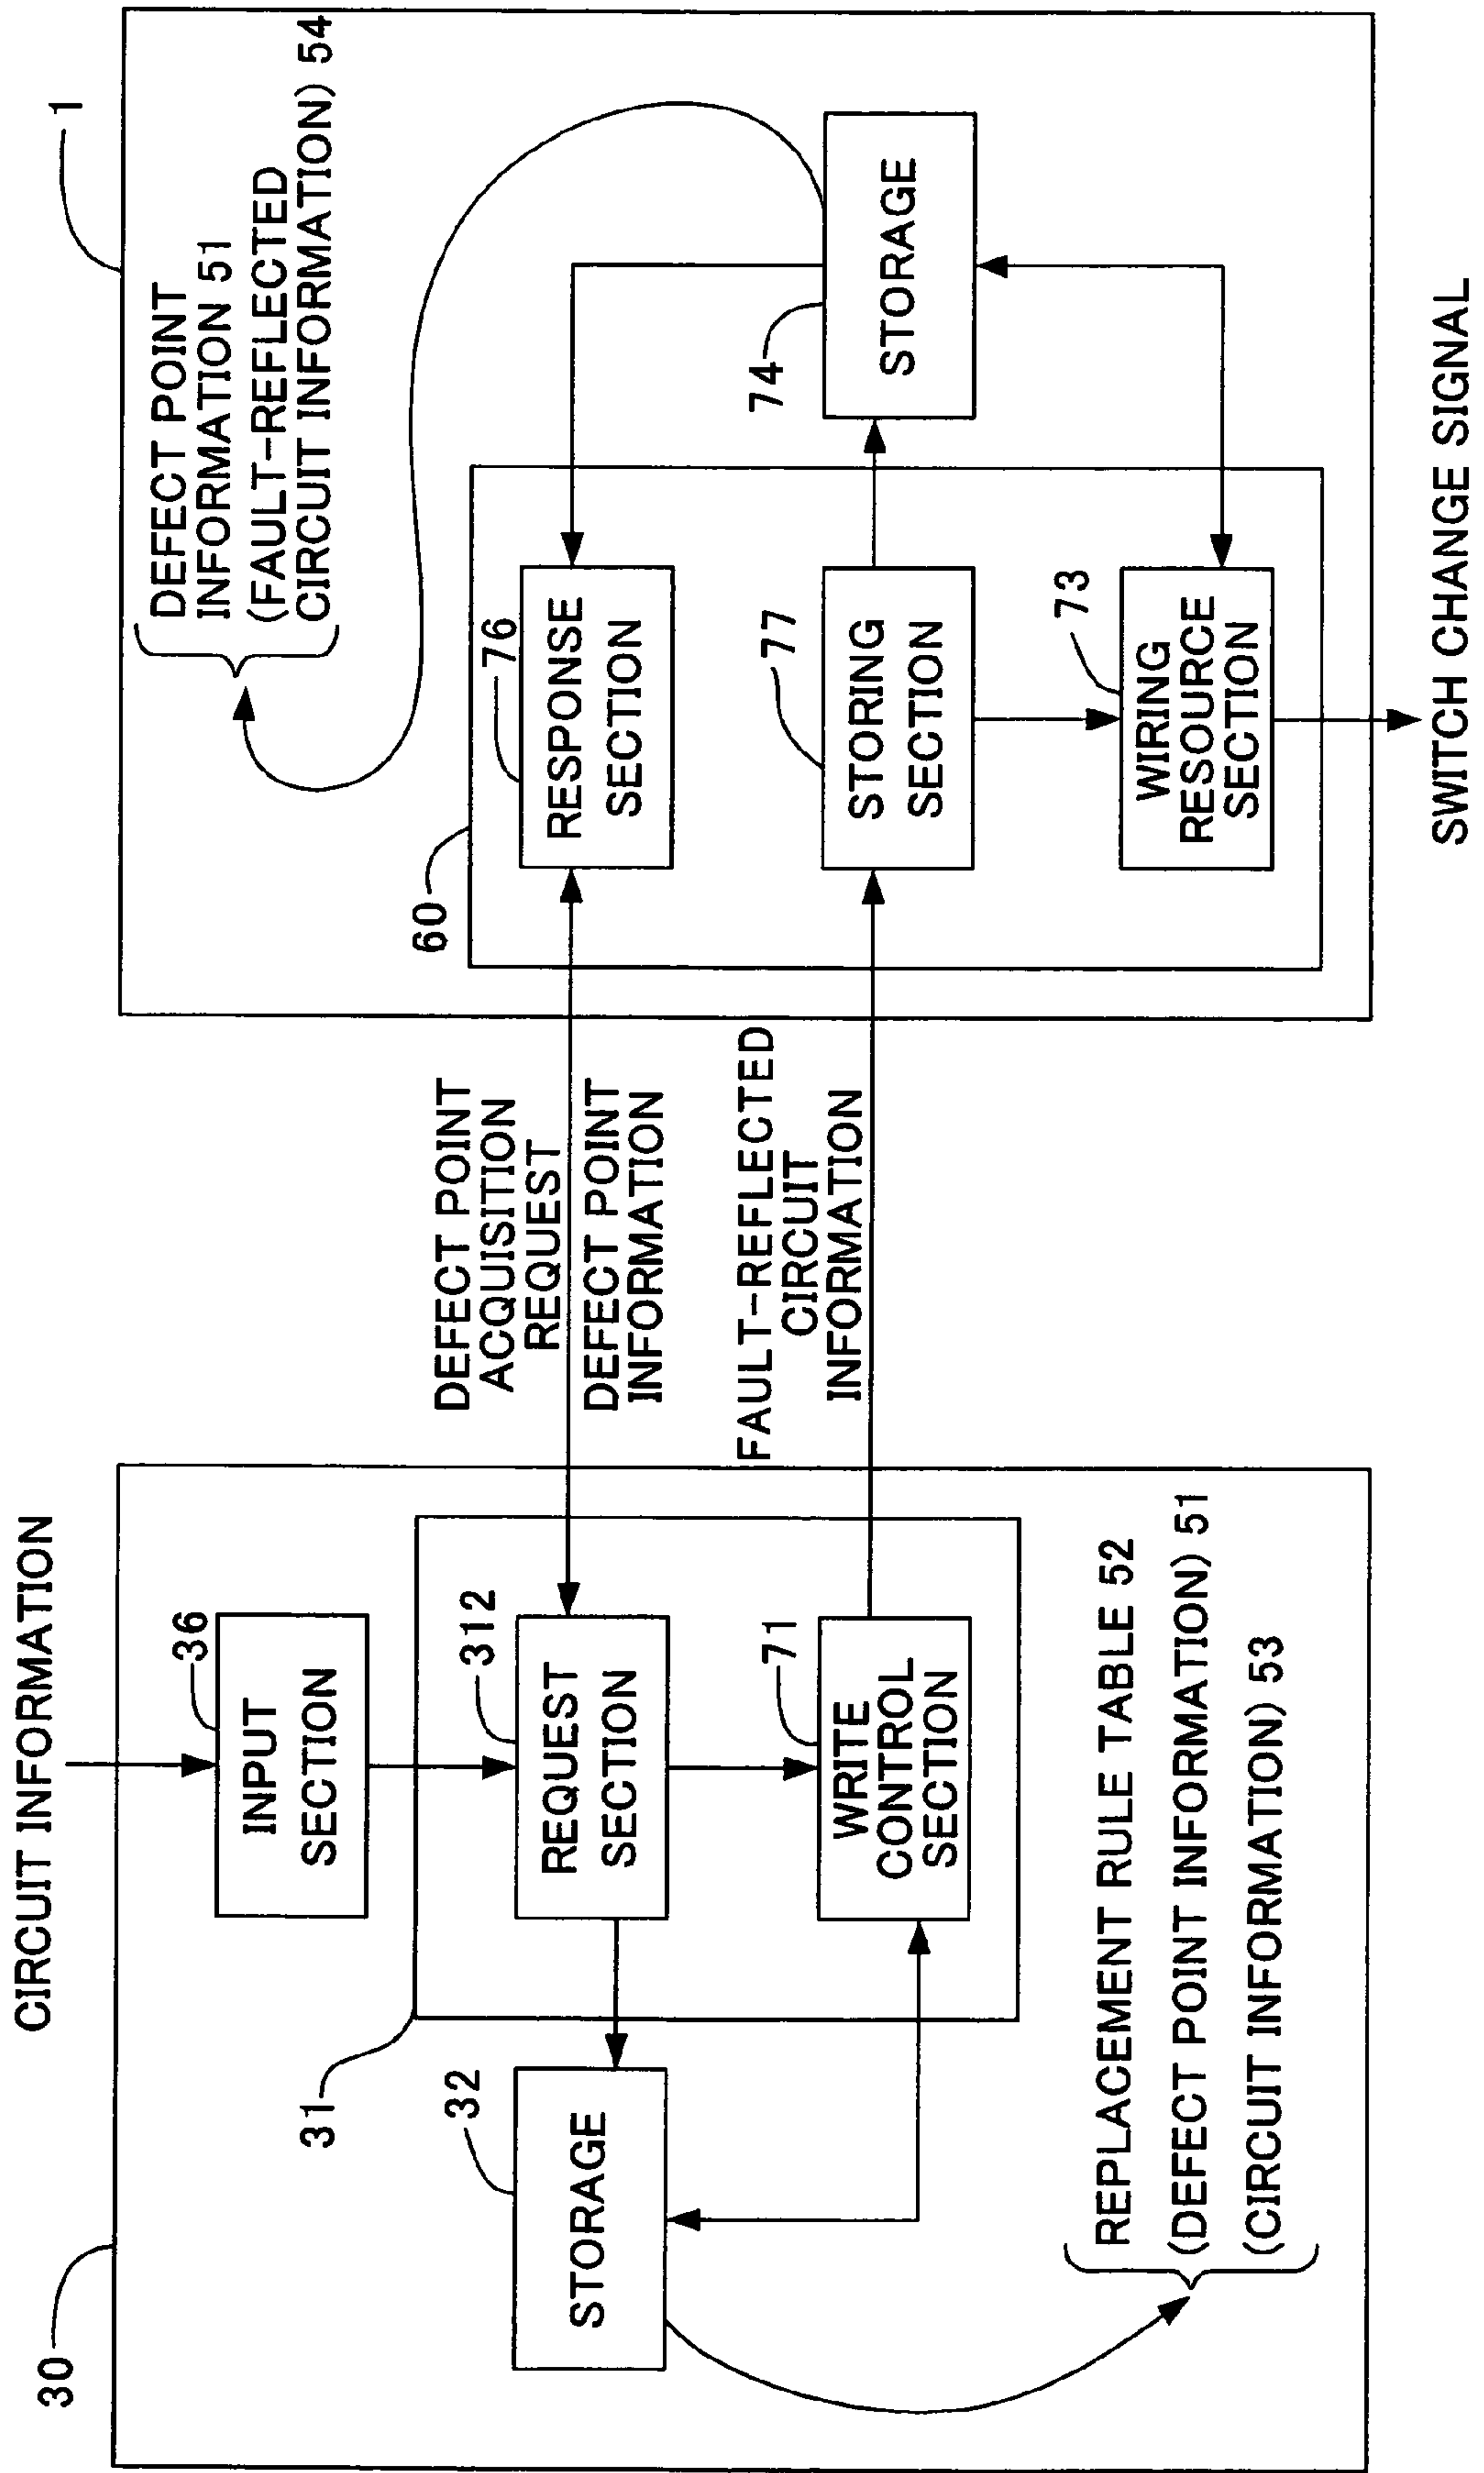 CIRCUIT INFORMATION
30
36
INPUT
SECTION
31
312
REQUEST
SECTION
32
STORAGE
71
WRITE
CONTROL
SECTION
REPLACEMENT RULE TABLE 52
(DEFECT POINT INFORMATION) 51
(CIRCUIT INFORMATION) 53
DEFECT POINT
ACQUISITION
REQUEST
DEFECT POINT
INFORMATION
FAULT-REFLECTED
CIRCUIT
INFORMATION
1
DEFECT POINT
INFORMATION 51
(FAULT-REFLECTED
CIRCUIT INFORMATION) 54
60
76
RESPONSE
SECTION
77
STORING
SECTION
74
STORAGE
73
WIRING
RESOURCE
SECTION
SWITCH CHANGE SIGNAL